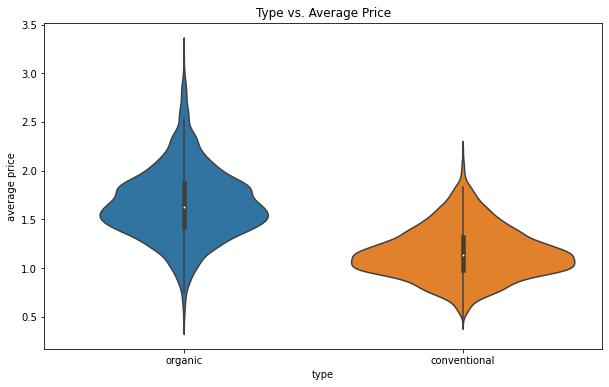 Type vs. Average Price
3.5
3.0
2.5
2.0
1.5
1.0
0.5
average price
organic
conventional
type